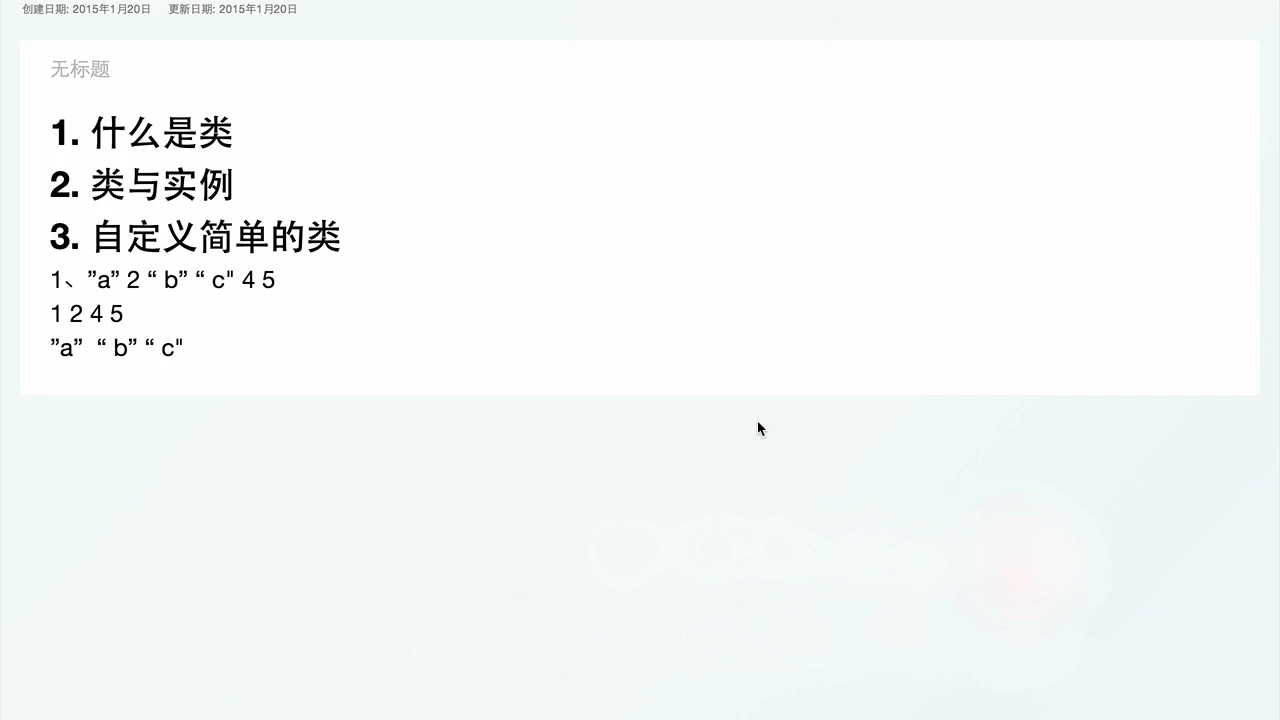 创建日期: 2015年1月20日 更新日期: 2015年1月20日
无标题
1. 什么是类
2. 类与实例
3. 自定义简单的类
1、”a” 2 “ b” “ c" 4 5
1 2 4 5
”a” “ b” “ c"